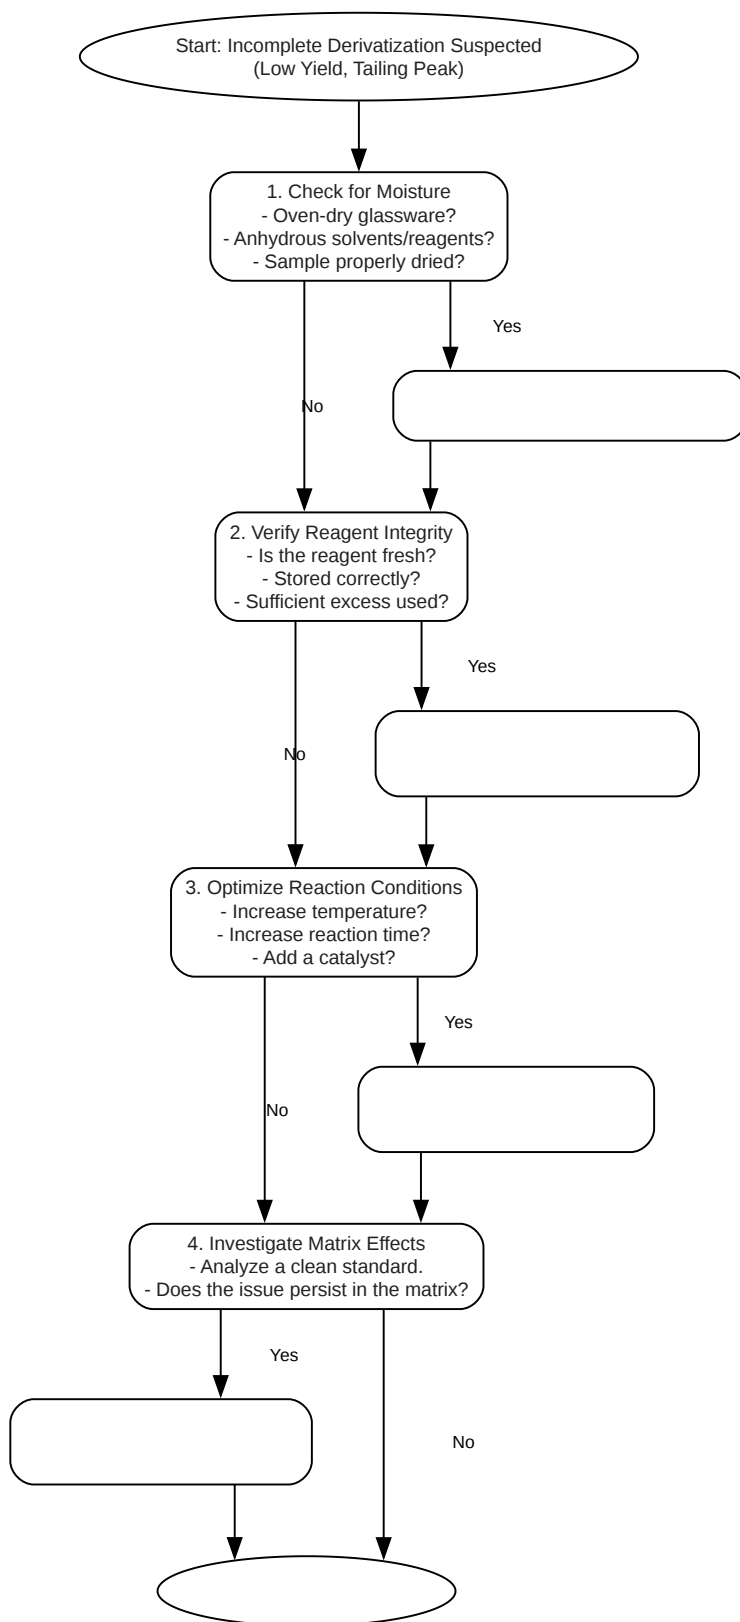 Start: Incomplete Derivatization Suspected
(Low Yield, Tailing Peak)
1. Check for Moisture
- Oven-dry glassware?
- Anhydrous solvents/reagents?
- Sample properly dried?
Yes
No
2. Verify Reagent Integrity
- Is the reagent fresh?
- Stored correctly?
- Sufficient excess used?
Yes
No
3. Optimize Reaction Conditions
- Increase temperature?
- Increase reaction time?
- Add a catalyst?
Yes
No
4. Investigate Matrix Effects
- Analyze a clean standard.
- Does the issue persist in the matrix?
Yes
No